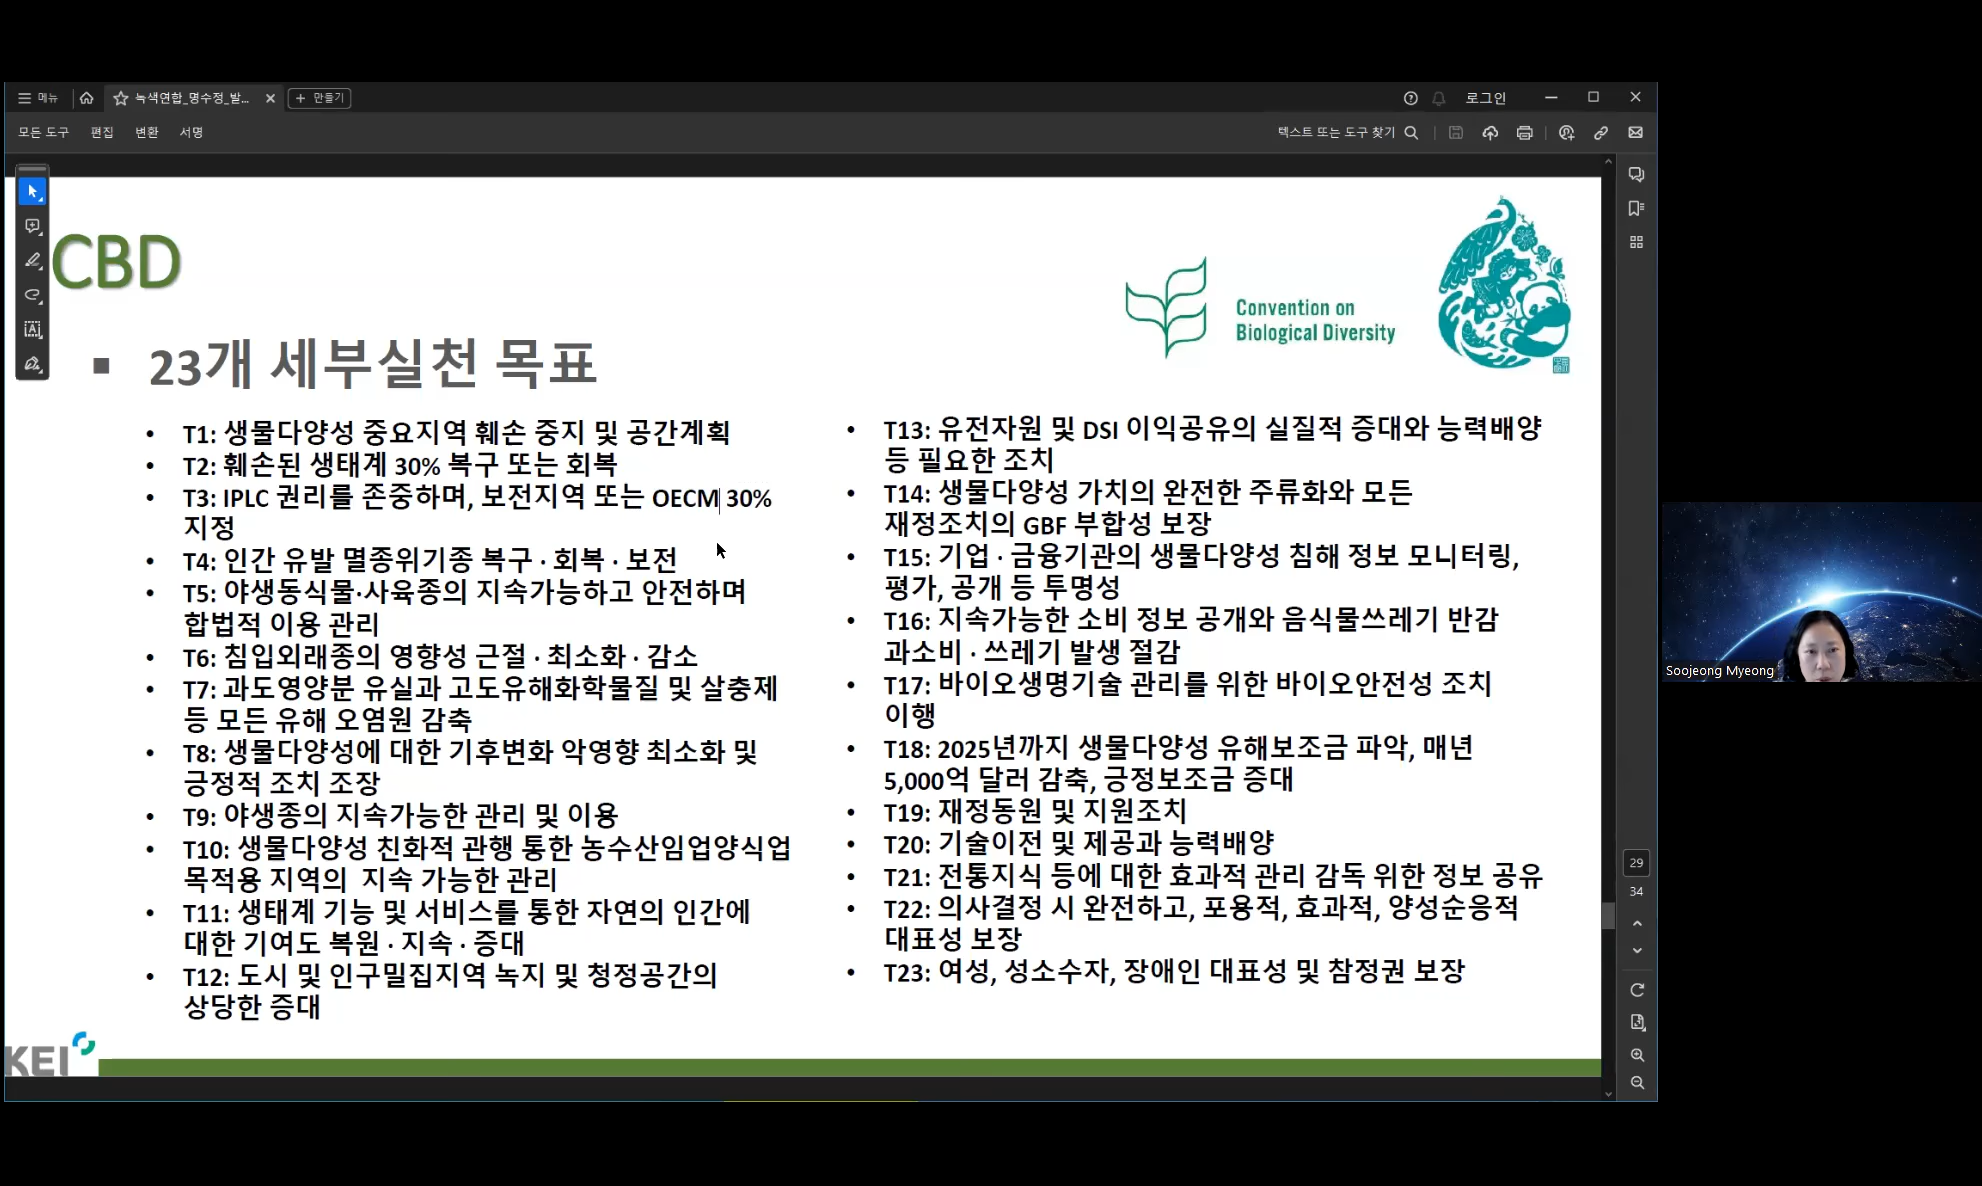 메뉴
녹색연합_명수정_발...
만들기
로그인
모든 도구
편집
변환
서명
텍스트 또는 도구 찾기
CBD
Convention on
Biological Diversity
23개 세부실천 목표
• T1: 생물다양성 중요지역 훼손 중지 및 공간계획
• T2: 훼손된 생태계 30% 복구 또는 회복
• T3: IPLC 권리를 존중하며, 보전지역 또는 OECM 30%
지정
• T4: 인간 유발 멸종위기종 복구 · 회복 · 보전
• T5: 야생동식물·사육종의 지속가능하고 안전하며
합법적 이용 관리
• T6: 침입외래종의 영향성 근절 · 최소화 · 감소
• T7: 과도영양분 유실과 고도유해화학물질 및 살충제
등 모든 유해 오염원 감축
• T8: 생물다양성에 대한 기후변화 악영향 최소화 및
긍정적 조치 조장
• T9: 야생종의 지속가능한 관리 및 이용
• T10: 생물다양성 친화적 관행 통한 농수산임업양식업
목적용 지역의 지속 가능한 관리
• T11: 생태계 기능 및 서비스를 통한 자연의 인간에
대한 기여도 복원 · 지속 · 증대
• T12: 도시 및 인구밀집지역 녹지 및 청정공간의
상당한 증대
• T13: 유전자원 및 DSI 이익공유의 실질적 증대와 능력배양
등 필요한 조치
• T14: 생물다양성 가치의 완전한 주류화와 모든
재정조치의 GBF 부합성 보장
• T15: 기업 · 금융기관의 생물다양성 침해 정보 모니터링,
평가, 공개 등 투명성
• T16: 지속가능한 소비 정보 공개와 음식물쓰레기 반감
과소비 · 쓰레기 발생 절감
• T17: 바이오생명기술 관리를 위한 바이오안전성 조치
이행
• T18: 2025년까지 생물다양성 유해보조금 파악, 매년
5,000억 달러 감축, 긍정보조금 증대
• T19: 재정동원 및 지원조치
• T20: 기술이전 및 제공과 능력배양
• T21: 전통지식 등에 대한 효과적 관리 감독 위한 정보 공유
• T22: 의사결정 시 완전하고, 포용적, 효과적, 양성순응적
대표성 보장
• T23: 여성, 성소수자, 장애인 대표성 및 참정권 보장
KEI
29
34
Soojeong Myeong